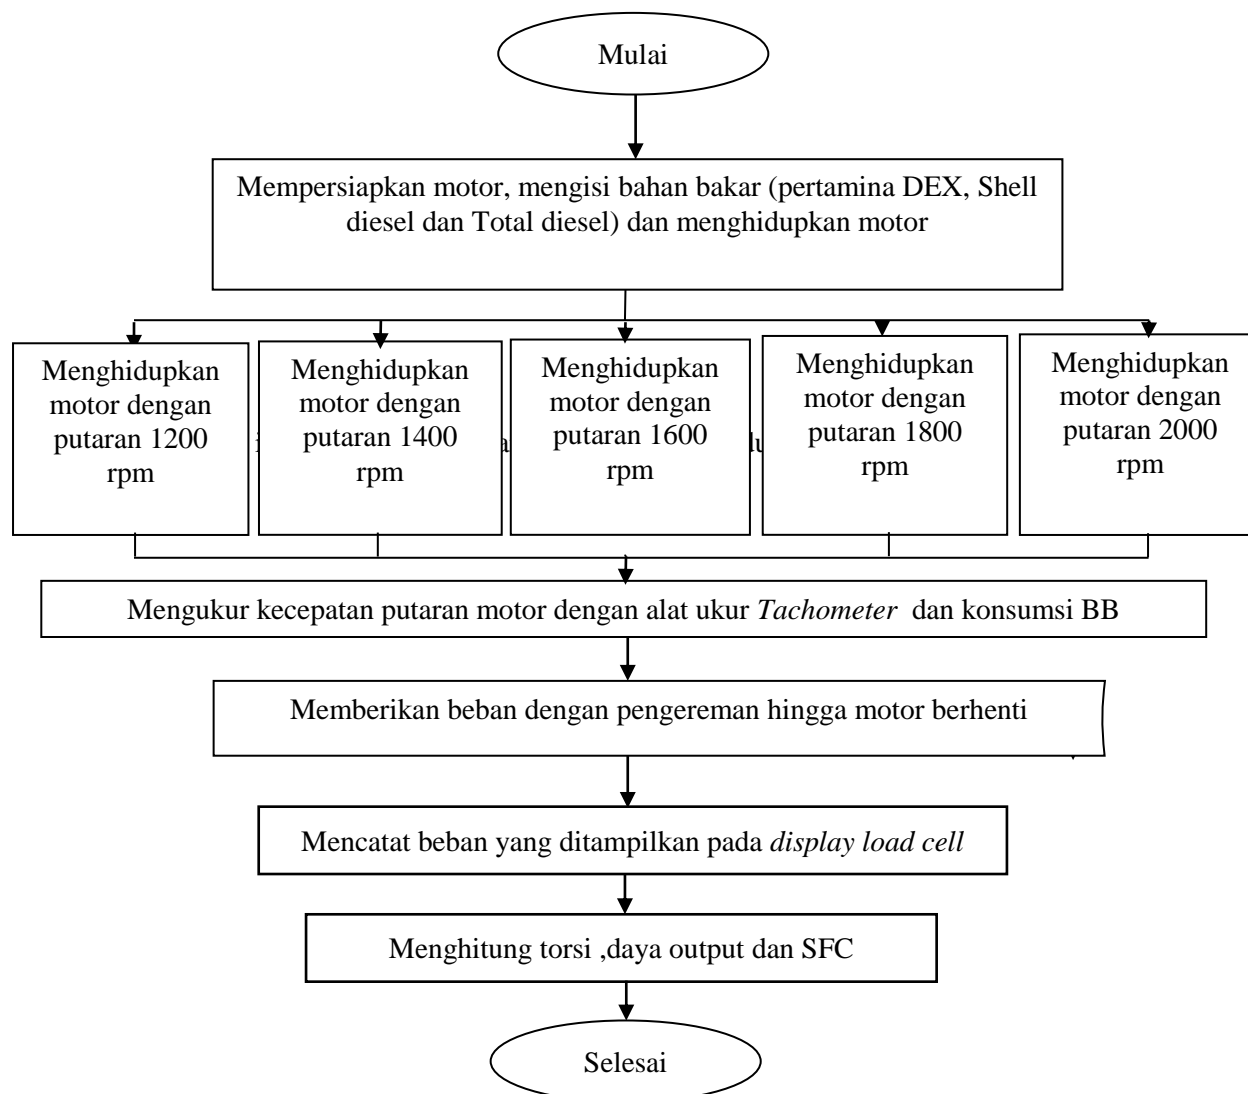 Mulai
Mempersiapkan motor, mengisi bahan bakar (pertamina DEX, Shell
diesel dan Total diesel) dan menghidupkan motor
Menghidupkan
motor dengan
putaran 1200
rpm
Menghidupkan
motor dengan
putaran 1400
rpm
Menghidupkan
motor dengan
putaran 1600
rpm
Menghidupkan
motor dengan
putaran 1800
rpm
Menghidupkan
motor dengan
putaran 2000
rpm
Mengukur kecepatan putaran motor dengan alat ukur Tachometer dan konsumsi BB
Memberikan beban dengan pengereman hingga motor berhenti
Mencatat beban yang ditampilkan pada display load cell
Menghitung torsi ,daya output dan SFC
Selesai